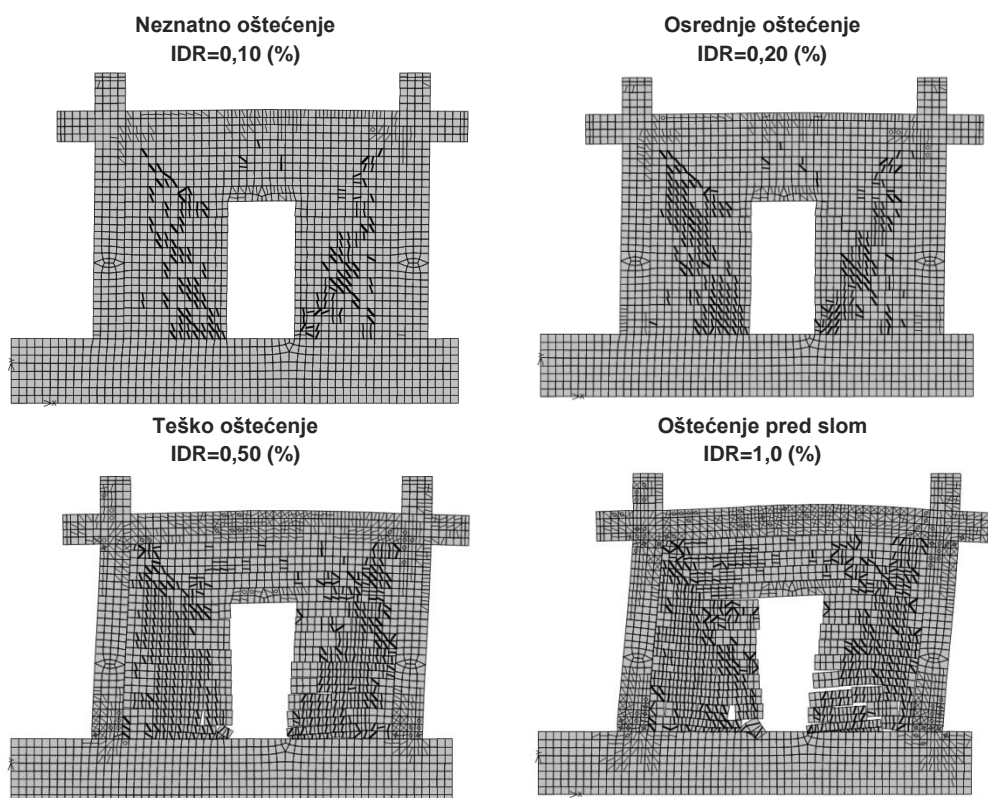 Neznatno oštećenje
IDR=0,10 (%)
Osrednje oštećenje
IDR=0,20 (%)
Teško oštećenje
IDR=0,50 (%)
Oštećenje pred slom
IDR=1,0 (%)